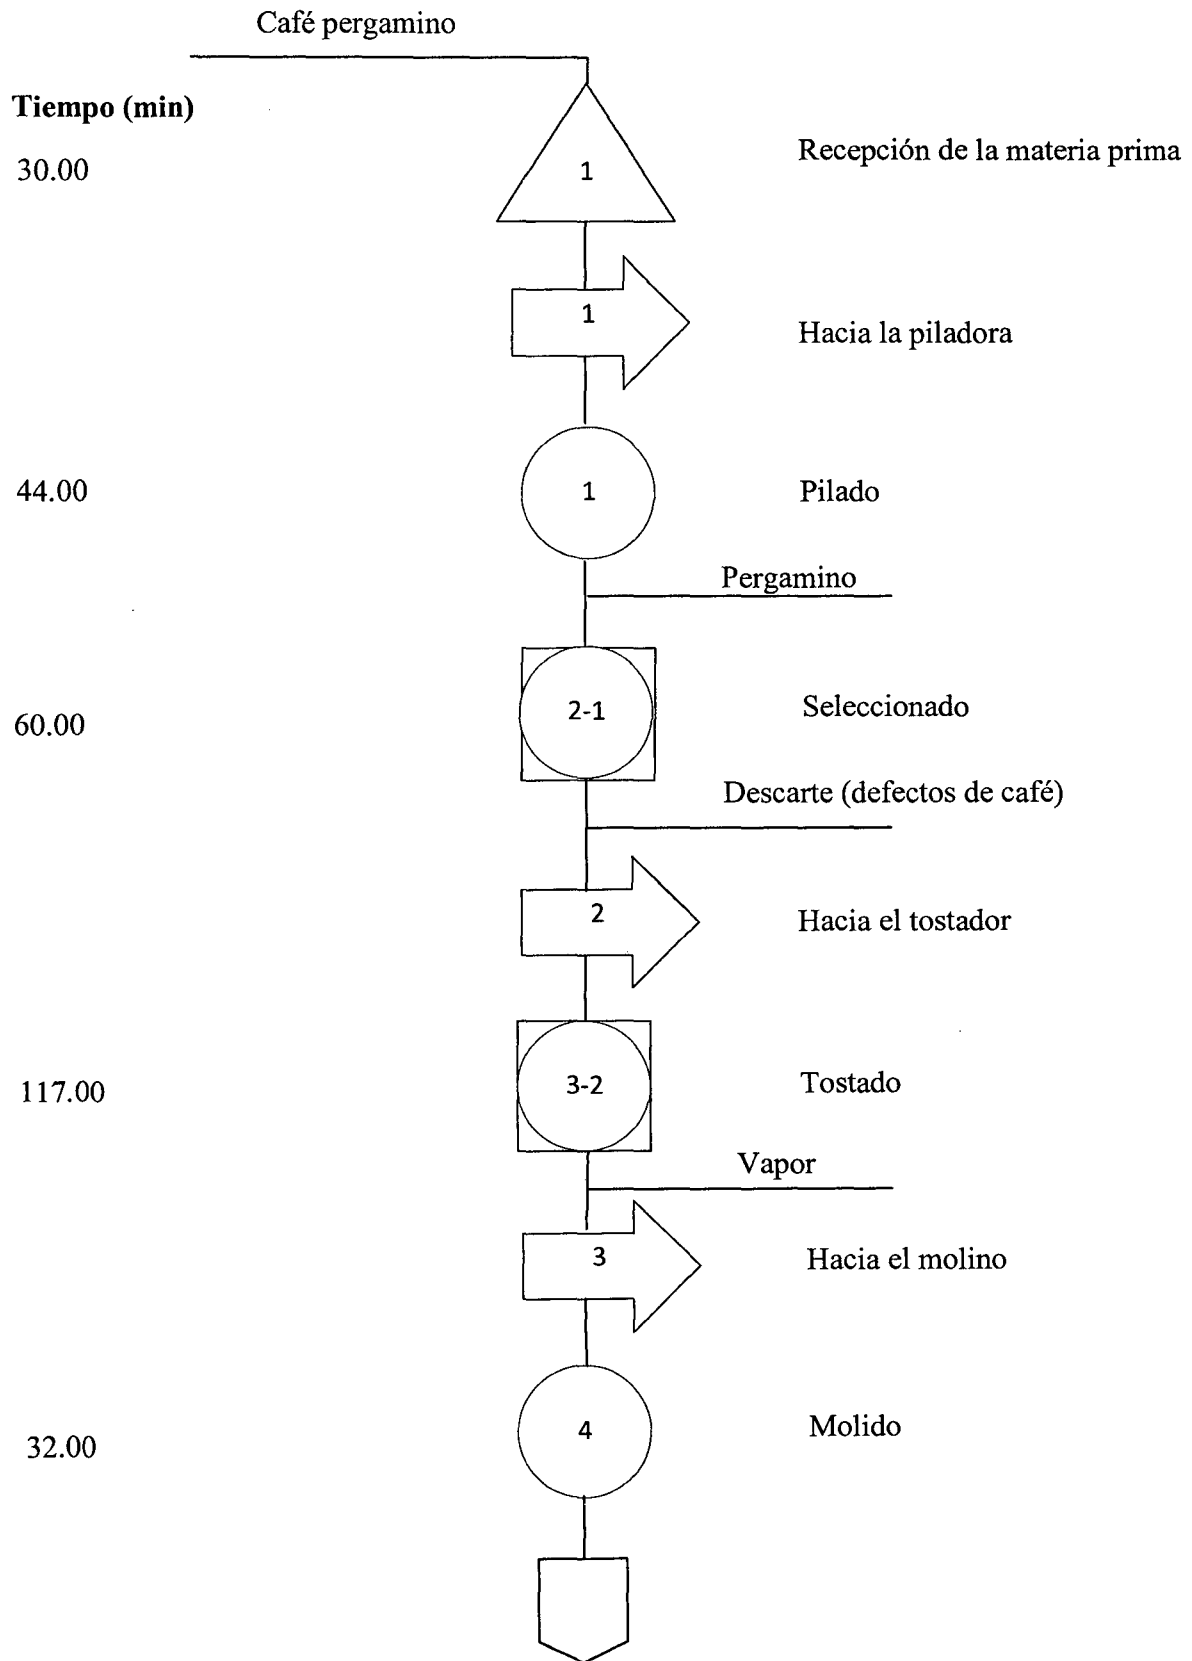 Café pergamino
Tiempo (min)
30.00
1
Recepción de la materia prima
1
Hacia la piladora
44.00
1
Pilado
Pergamino
60.00
2-1
Seleccionado
Descarte (defectos de café)
2
Hacia el tostador
117.00
3-2
Tostado
Vapor
3
Hacia el molino
32.00
4
Molido